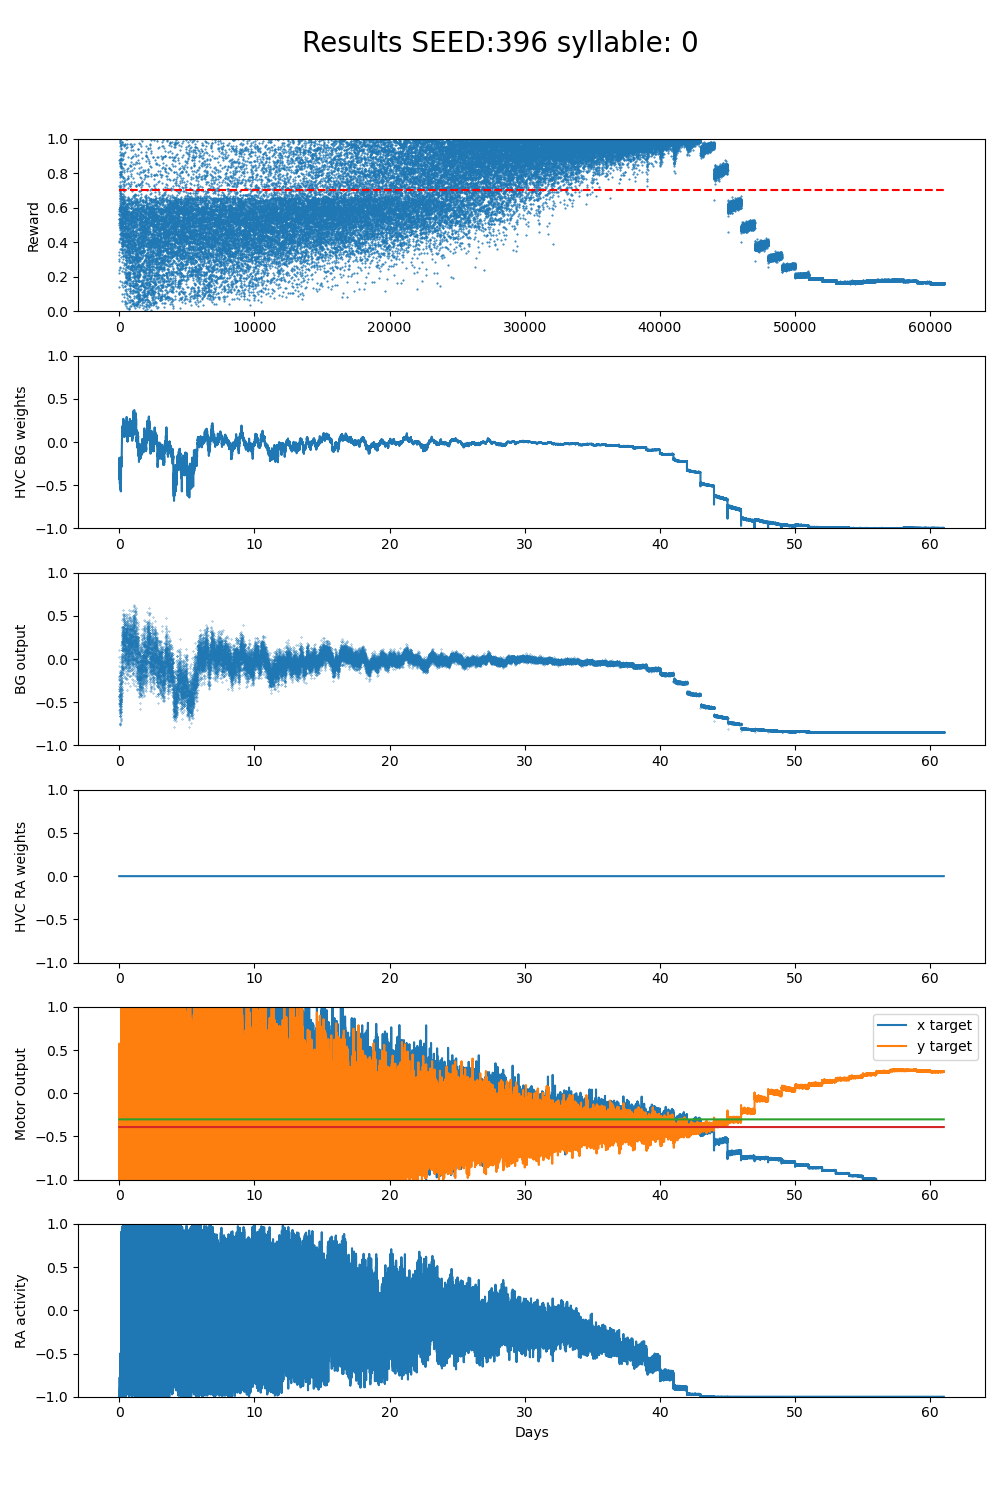 Results SEED:396 syllable: 0
1.0
0.8
0.6
0.4
0.2
0.0
Reward
0 10000 20000 30000 40000 50000 60000
1.0
0.5
0.0
−0.5
−1.0
HVC BG weights
0 10 20 30 40 50 60
1.0
0.5
0.0
−0.5
−1.0
BG output
0 10 20 30 40 50 60
1.0
0.5
0.0
−0.5
−1.0
HVC RA weights
0 10 20 30 40 50 60
1.0
0.5
0.0
−0.5
−1.0
Motor Output
x target
y target
0 10 20 30 40 50 60
1.0
0.5
0.0
−0.5
−1.0
RA activity
0 10 20 30 40 50 60
Days